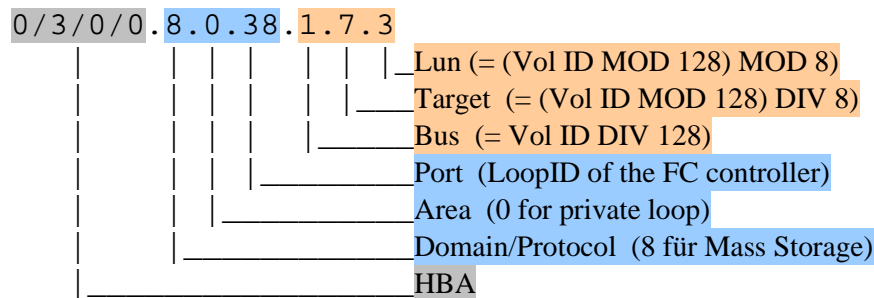 0/3/0/0.8.0.38.1.7.3
Lun (= (Vol ID MOD 128) MOD 8)
Target (= (Vol ID MOD 128) DIV 8)
Bus (= Vol ID DIV 128)
Port (LoopID of the FC controller)
Area (0 for private loop)
Domain/Protocol (8 für Mass Storage)
HBA